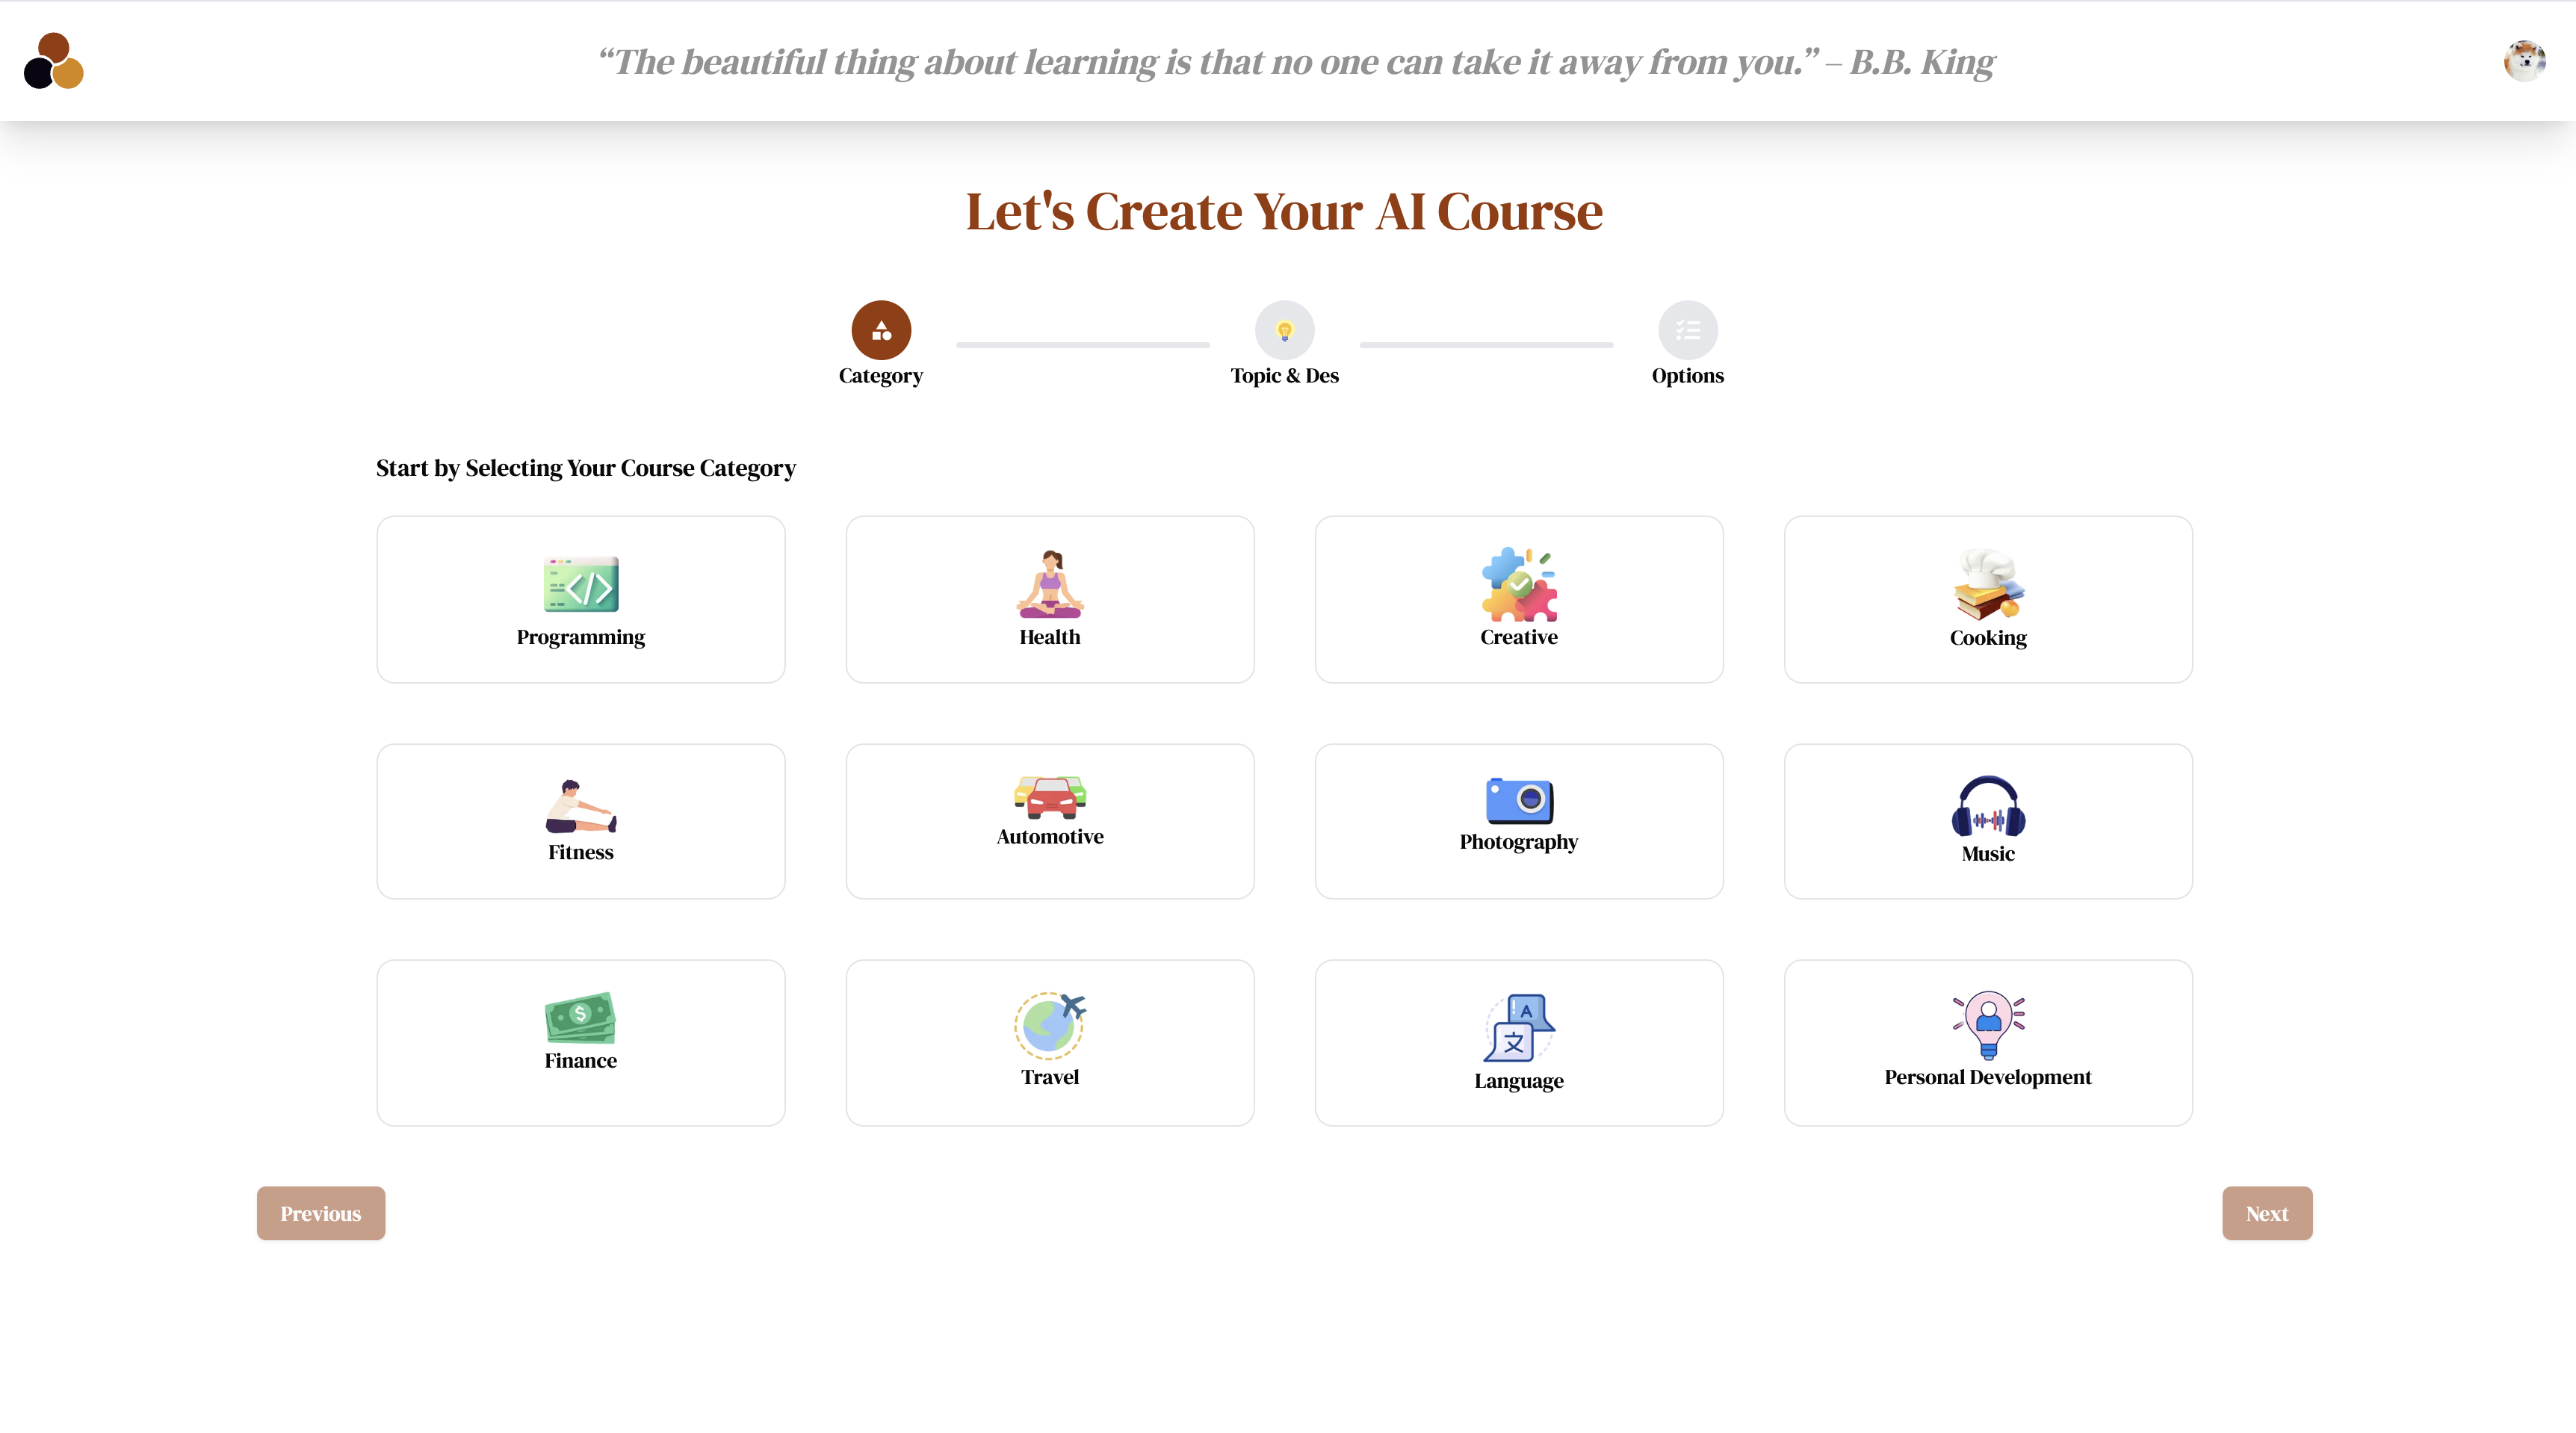 “The beautiful thing about learning is that no one can take it away from you.” – B.B. King
Let's Create Your AI Course
Category
Topic & Des
Options
Start by Selecting Your Course Category
</>
Programming
Health
Creative
Cooking
Fitness
Automotive
Photography
Music
$
Finance
Travel
A
文
Language
Personal Development
Previous
Next